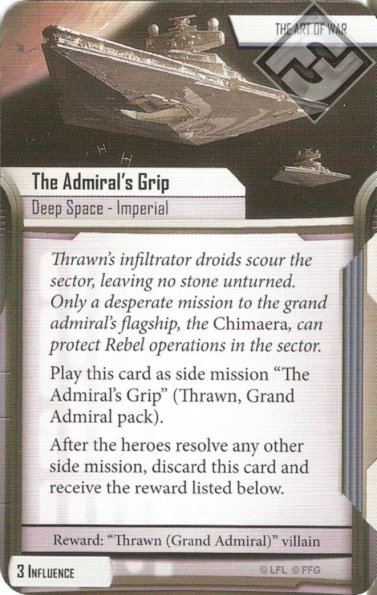 THE ART OF WAR
The Admiral's Grip
Deep Space - Imperial
Thrawn's infiltrator droids scour the
sector, leaving no stone unturned.
Only a desperate mission to the grand
admiral's flagship, the Chimaera, can
protect Rebel operations in the sector.
Play this card as side mission "The
Admiral's Grip" (Thrawn, Grand
Admiral pack).
After the heroes resolve any other
side mission, discard this card and
receive the reward listed below.
Reward: "Thrawn (Grand Admiral)" villain
3 INFLUENCE
© LFL © FFG